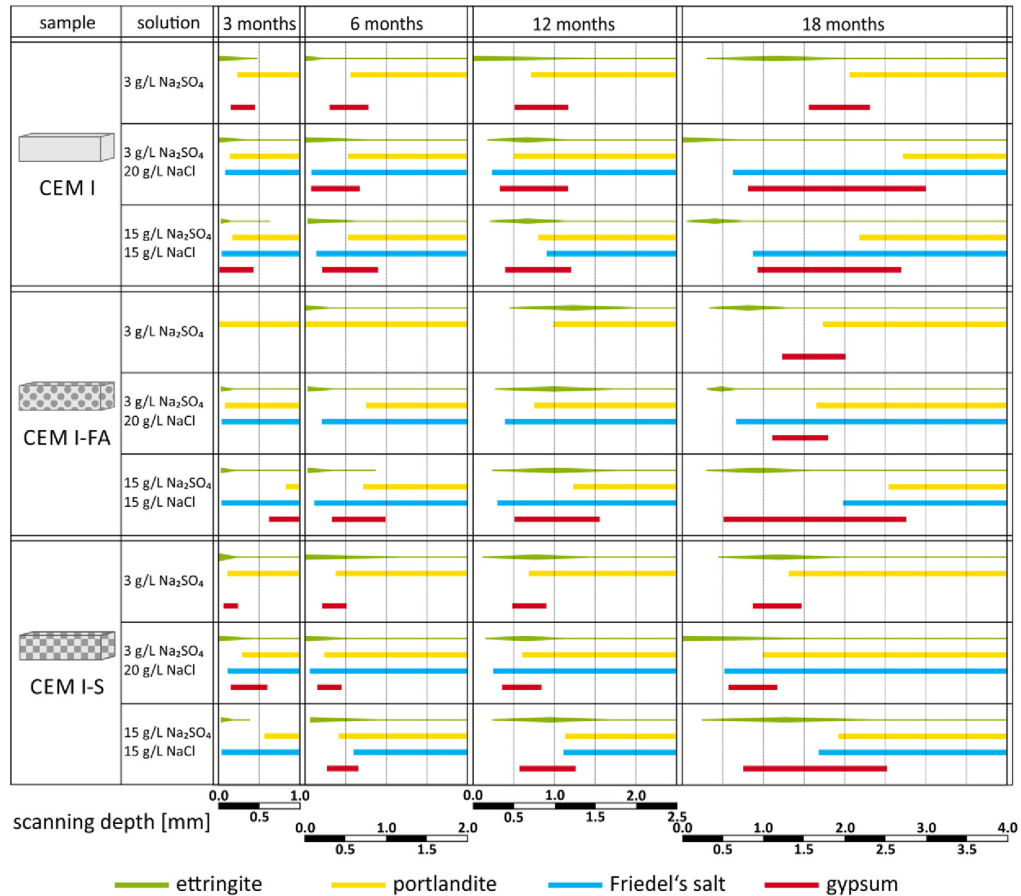 sample solution 3 months 6 months 12 months 18 months
3 g/L Na₂SO₄
3 g/L Na₂SO₄
20 g/L NaCl
CEM I
15 g/L Na₂SO₄
15 g/L NaCl
3 g/L Na₂SO₄
3 g/L Na₂SO₄
20 g/L NaCl
CEM I-FA
15 g/L Na₂SO₄
15 g/L NaCl
3 g/L Na₂SO₄
3 g/L Na₂SO₄
20 g/L NaCl
CEM I-S
15 g/L Na₂SO₄
15 g/L NaCl
0.0 1.0 0.0 1.0 2.0
scanning depth [mm] 0.5 0.5 1.5 2.5
0.0 1.0 2.0 0.0 1.0 2.0 3.0 4.0
0.5 1.5 0.5 1.5 2.5 3.5
ettringite portlandite Friedel‘s salt gypsum